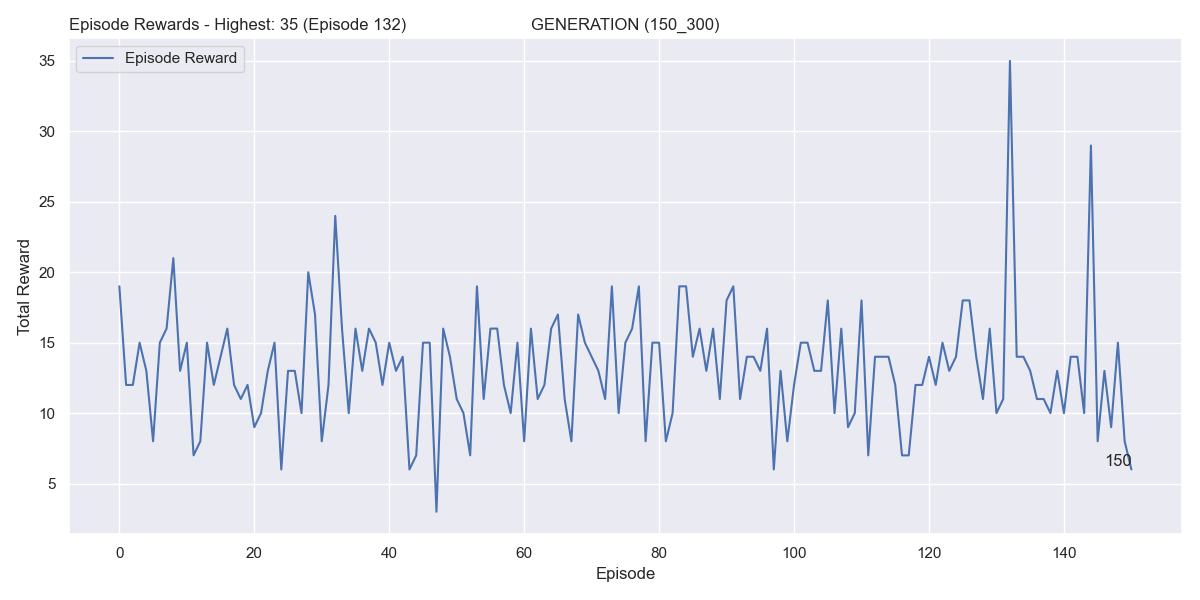 Episode Rewards - Highest: 35 (Episode 132)
GENERATION (150_300)
Episode Reward
Total Reward
35
30
25
20
15
10
5
150
0 20 40 60 80 100 120 140
Episode